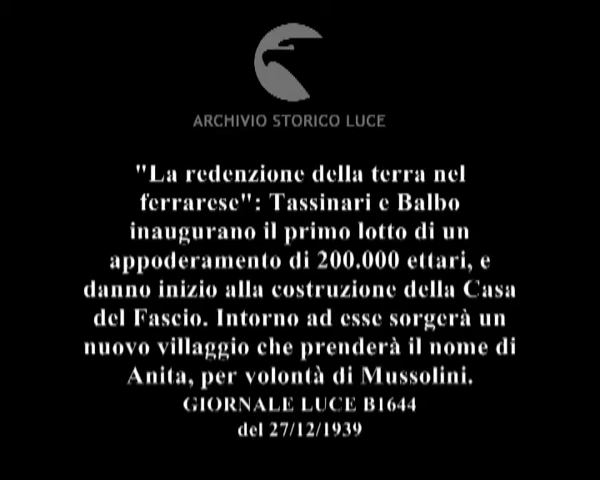 ARCHIVIO STORICO LUCE
"La redenzione della terra nel
ferrarese": Tassinari e Balbo
inaugurano il primo lotto di un
appoderamento di 200.000 ettari, e
danno inizio alla costruzione della Casa
del Fascio. Intorno ad esse sorgerà un
nuovo villaggio che prenderà il nome di
Anita, per volontà di Mussolini.
GIORNALE LUCE B1644
del 27/12/1939